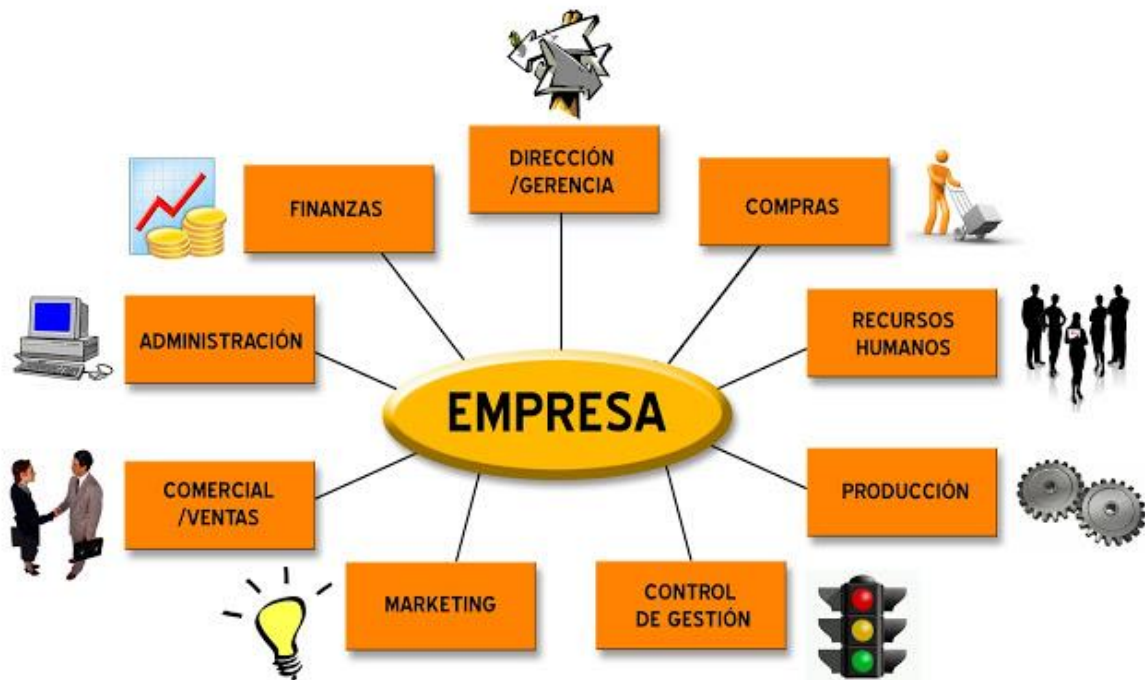 DIRECCIÓN
/GERENCIA
FINANZAS
COMPRAS
ADMINISTRACIÓN
RECURSOS
HUMANOS
EMPRESA
COMERCIAL
/VENTAS
PRODUCCIÓN
MARKETING
CONTROL
DE GESTIÓN